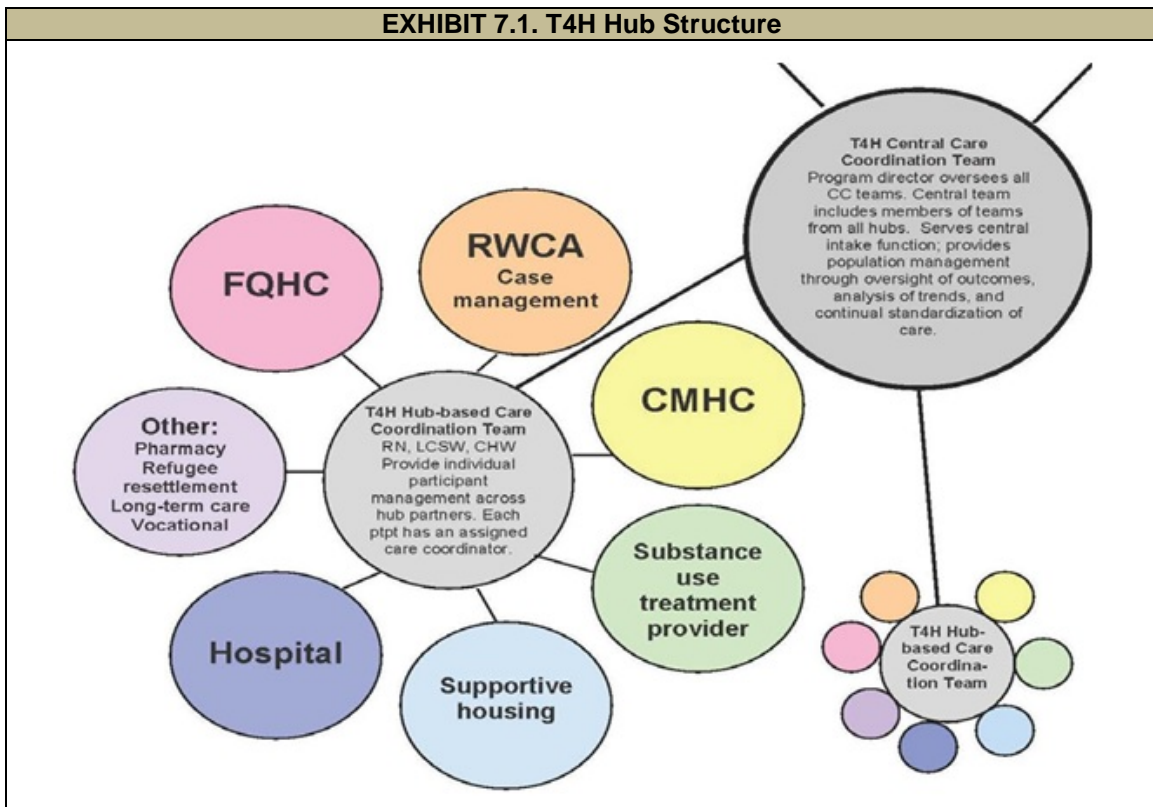 EXHIBIT 7.1. T4H Hub Structure
T4H Central Care
Coordination Team
Program director oversees all
CC teams. Central team
includes members of teams
from all hubs. Serves central
intake function; provides
population management
through oversight of outcomes,
analysis of trends, and
continual standardization of
care.
RWCA
Case
management
FQHC
CMHC
T4H Hub-based Care
Coordination Team
RN, LCSW, CHW
Provide individual
participant
management across
hub partners. Each
ptpt has an assigned
care coordinator.
Other:
Pharmacy
Refugee
resettlement
Long-term care
Vocational
Substance
use
treatment
provider
Hospital
Supportive
housing
T4H Hub-
based Care
Coordina-
tion Team